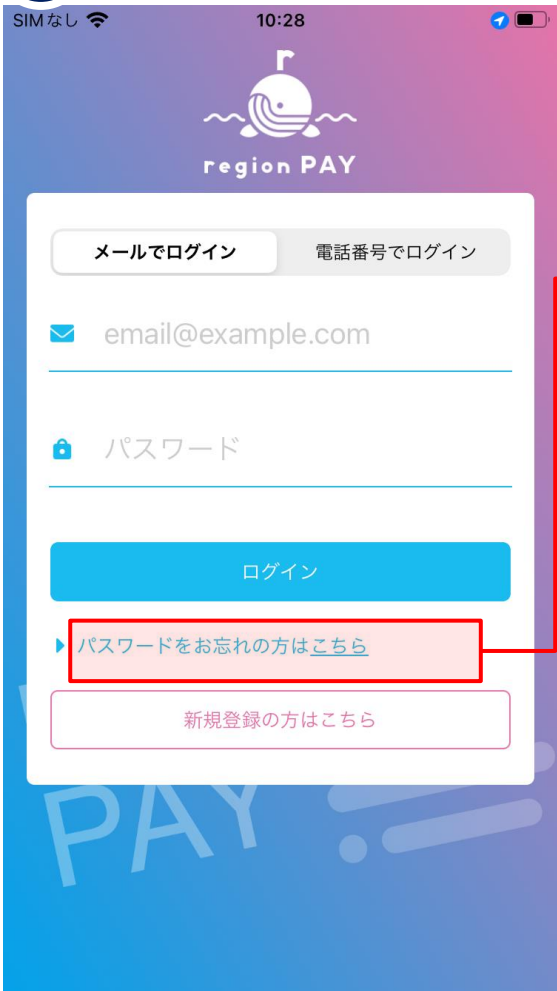 SIMなし 10:28
region PAY
メールでログイン 電話番号でログイン
email@example.com
パスワード
ログイン
パスワードをお忘れの方はこちら
新規登録の方はこちら
PAY